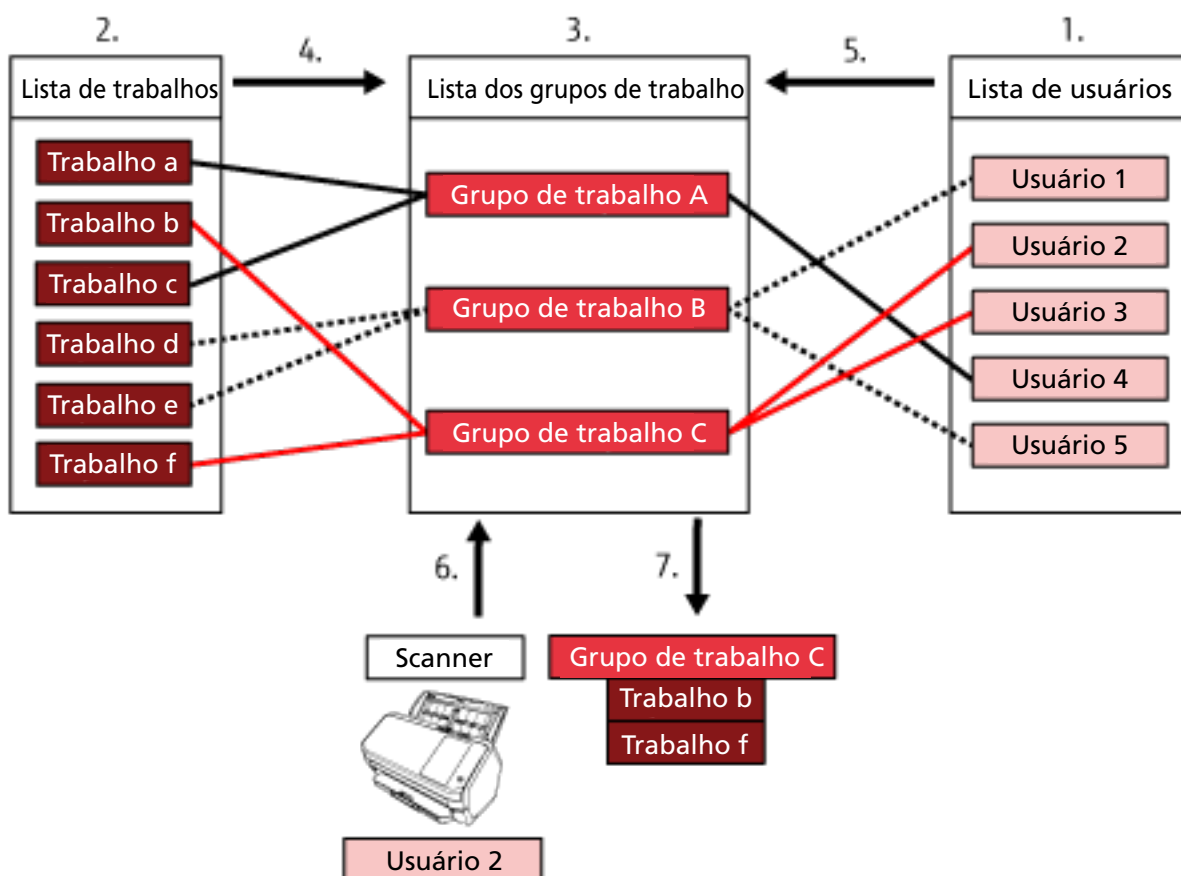 2.
4.
3.
5.
1.
Lista de trabalhos
Lista dos grupos de trabalho
Lista de usuários
Trabalho a
Trabalho b
Trabalho c
Trabalho d
Trabalho e
Trabalho f
Grupo de trabalho A
Grupo de trabalho B
Grupo de trabalho C
Usuário 1
Usuário 2
Usuário 3
Usuário 4
Usuário 5
6.
7.
Scanner
Usuário 2
Grupo de trabalho C
Trabalho b
Trabalho f